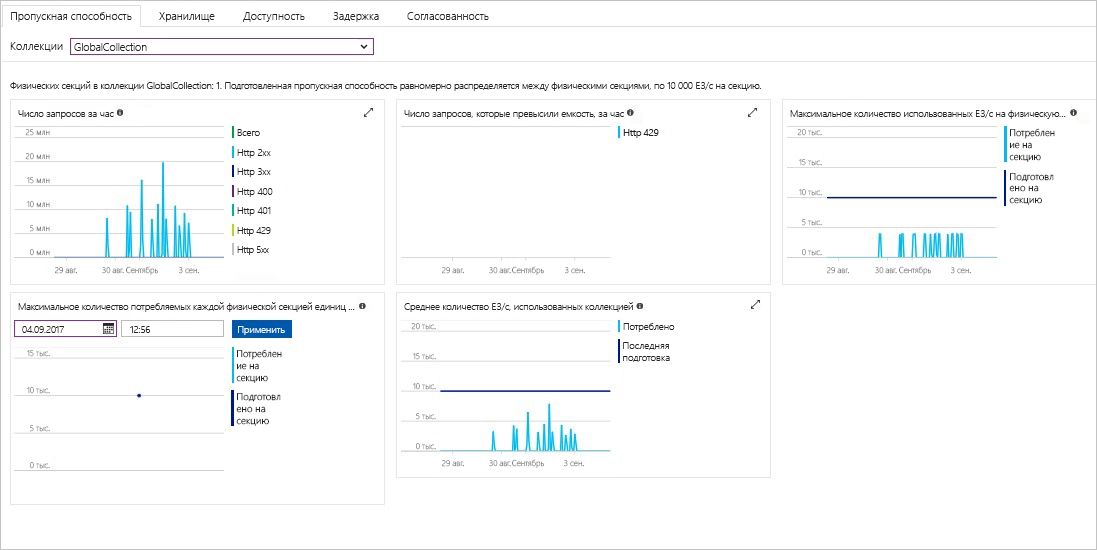 Пропускная способность Хранилище Доступность Задержка Согласованность
Коллекции GlobalCollection
Физических секций в коллекции GlobalCollection: 1. Подготовленная пропускная способность равномерно распределяется между физическими секциями, по 10 000 ЕЗ/с на секцию.
Число запросов за час
25 млн
20 млн
15 млн
10 млн
5 млн
0 млн
29 авг. 30 авг. Сентябрь 3 сен.
Всего
Http 2xx
Http 3xx
Http 400
Http 401
Http 429
Http 5xx
Число запросов, которые превысили емкость, за час
29 авг. 30 авг. Сентябрь 3 сен.
Http 429
Максимальное количество использованных ЕЗ/с на физическую...
20 тыс.
15 тыс.
10 тыс.
5 тыс.
0 тыс.
29 авг. 30 авг. Сентябрь 3 сен.
Потреблен
ие на
секцию
Подготовл
ено на
секцию
Максимальное количество потребляемых каждой физической секцией единиц ...
04.09.2017 12:56 Применить
15 тыс.
10 тыс.
5 тыс.
0 тыс.
Потреблен
ие на
секцию
Подготовл
ено на
секцию
Среднее количество ЕЗ/с, использованных коллекцией
20 тыс.
15 тыс.
10 тыс.
5 тыс.
0 тыс.
29 авг. 30 авг. Сентябрь 3 сен.
Потреблено
Последняя
подготовка